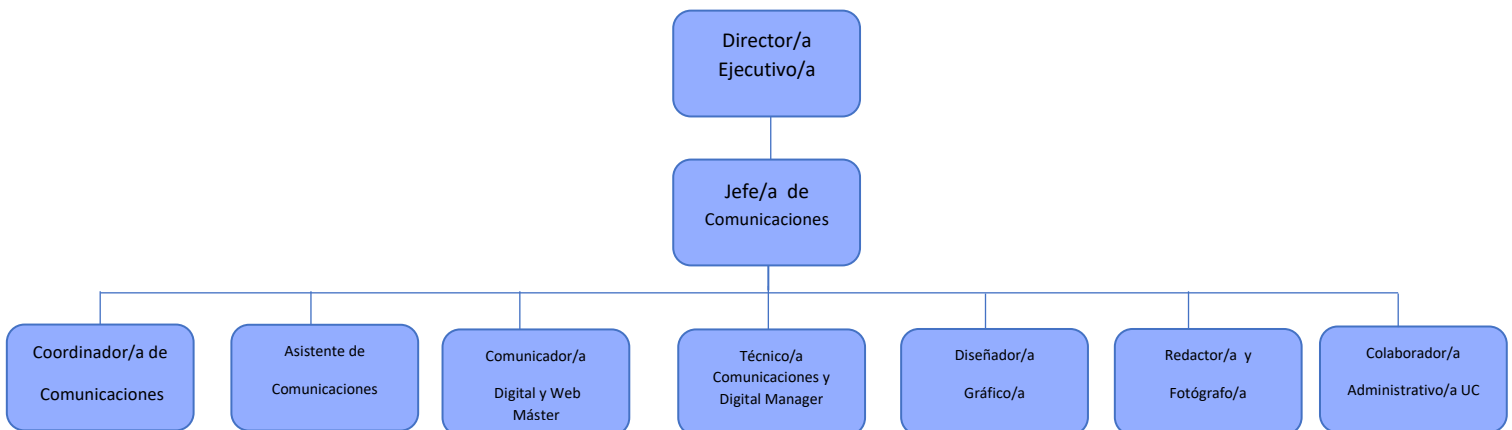 Director/a
Ejecutivo/a
Jefe/a de
Comunicaciones
Coordinador/a de
Comunicaciones
Asistente de
Comunicaciones
Comunicador/a
Digital y Web
Máster
Técnico/a
Comunicaciones y
Digital Manager
Diseñador/a
Gráfico/a
Redactor/a y
Fotógrafo/a
Colaborador/a
Administrativo/a UC